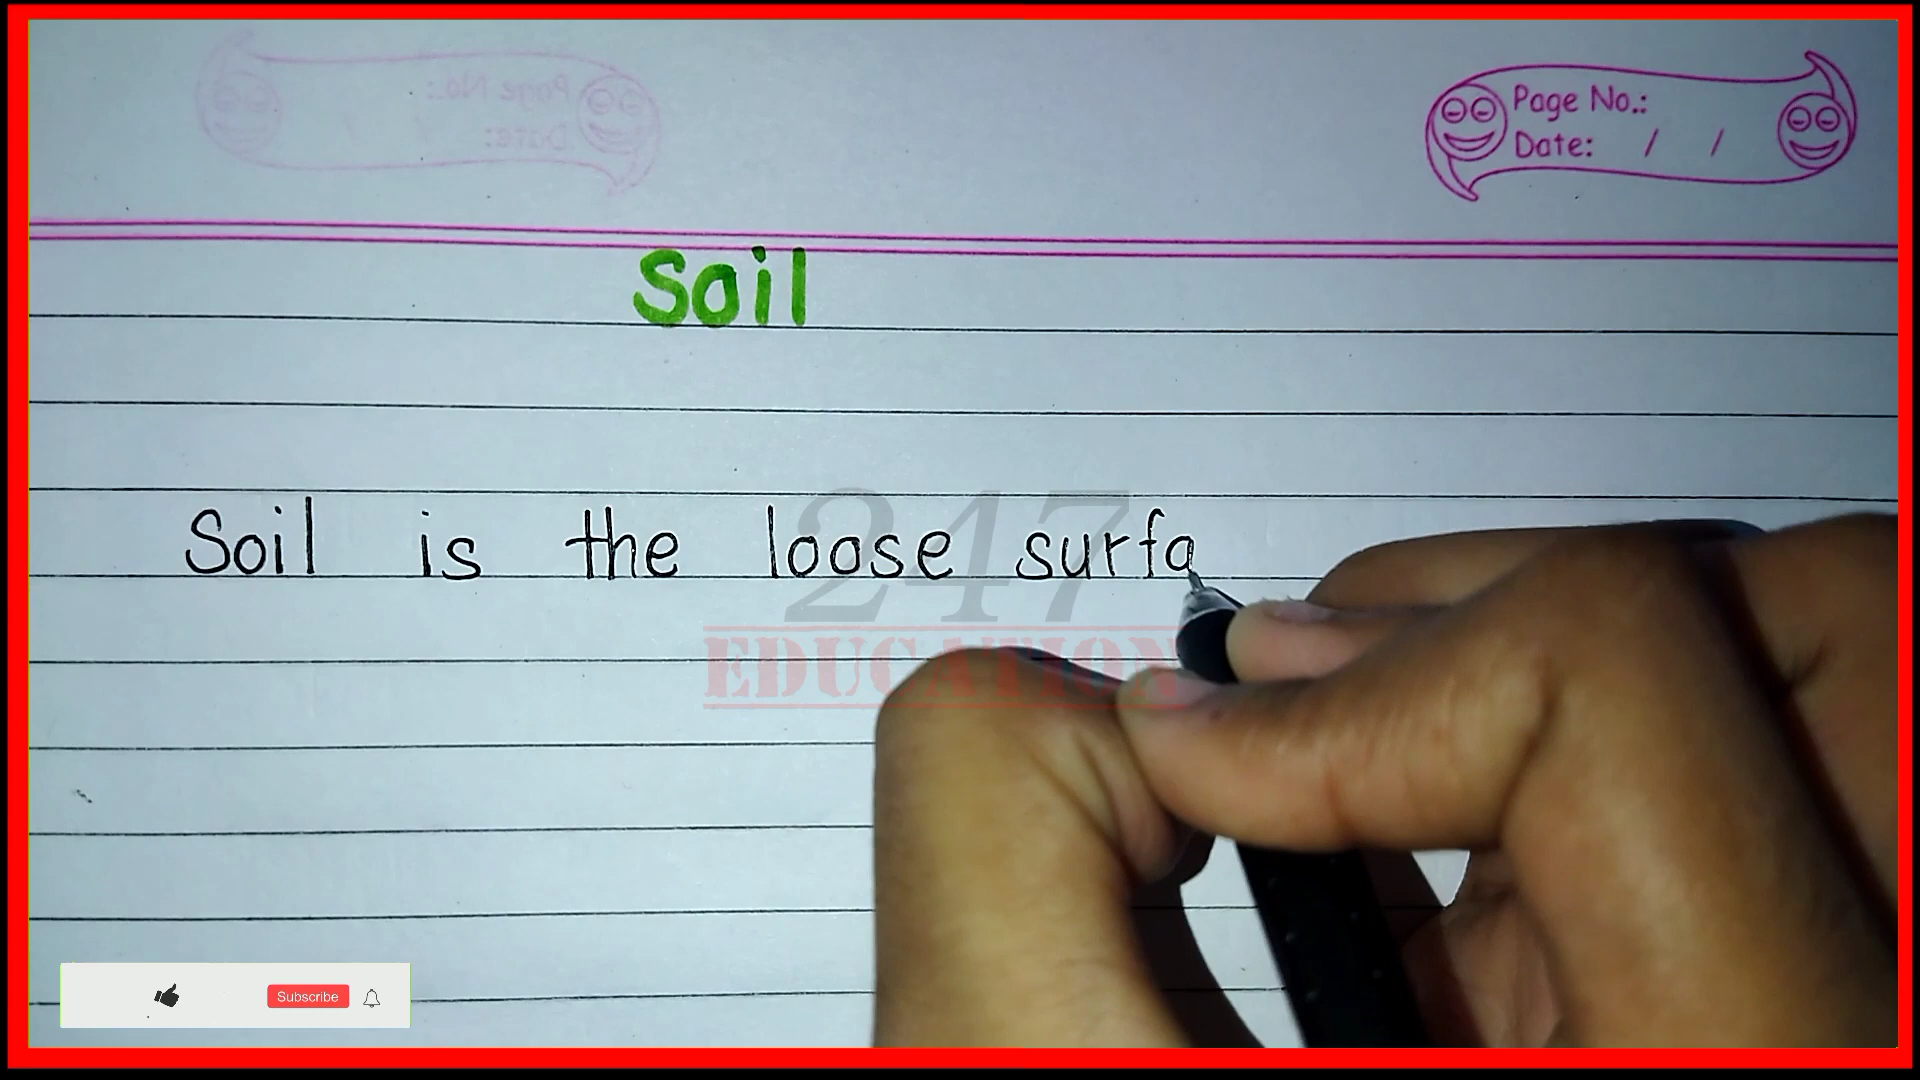 Page No.:
Date: / /
Soil
Soil is the loose surfa
247
EDUCATION
Subscribe